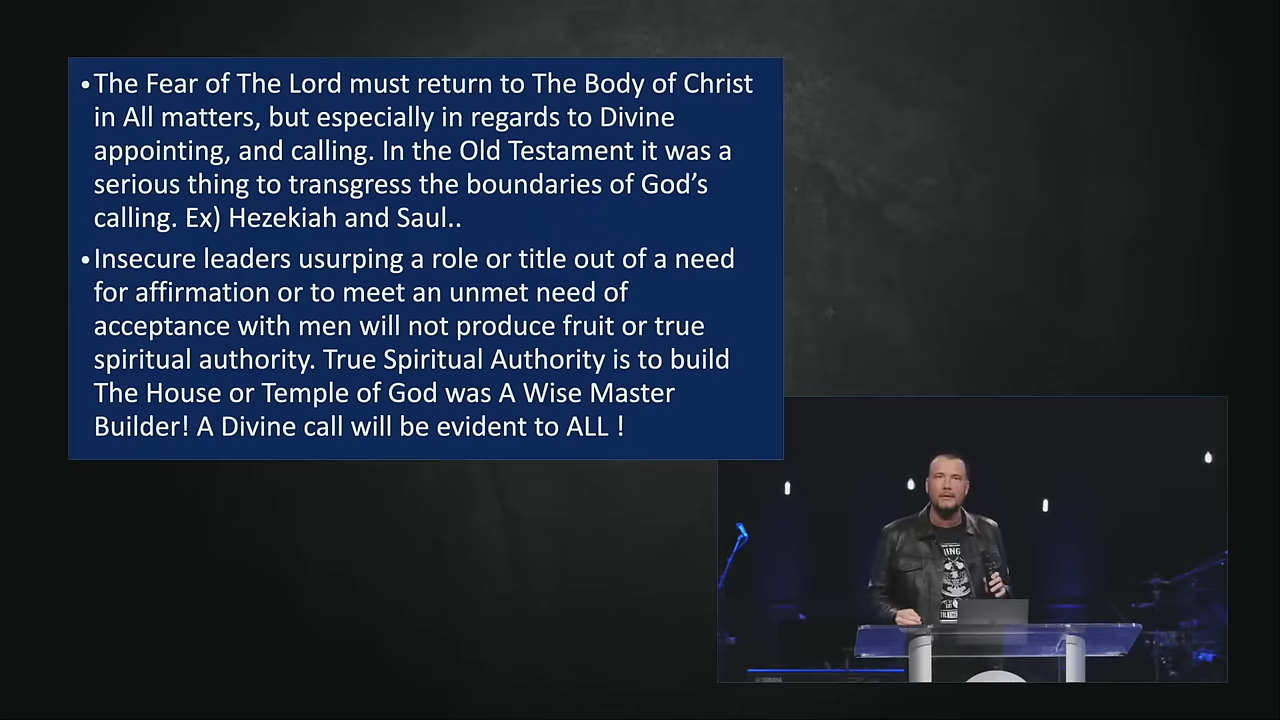 •The Fear of The Lord must return to The Body of Christ
in All matters, but especially in regards to Divine
appointing, and calling. In the Old Testament it was a
serious thing to transgress the boundaries of God’s
calling. Ex) Hezekiah and Saul..
•Insecure leaders usurping a role or title out of a need
for affirmation or to meet an unmet need of
acceptance with men will not produce fruit or true
spiritual authority. True Spiritual Authority is to build
The House or Temple of God was A Wise Master
Builder! A Divine call will be evident to ALL !